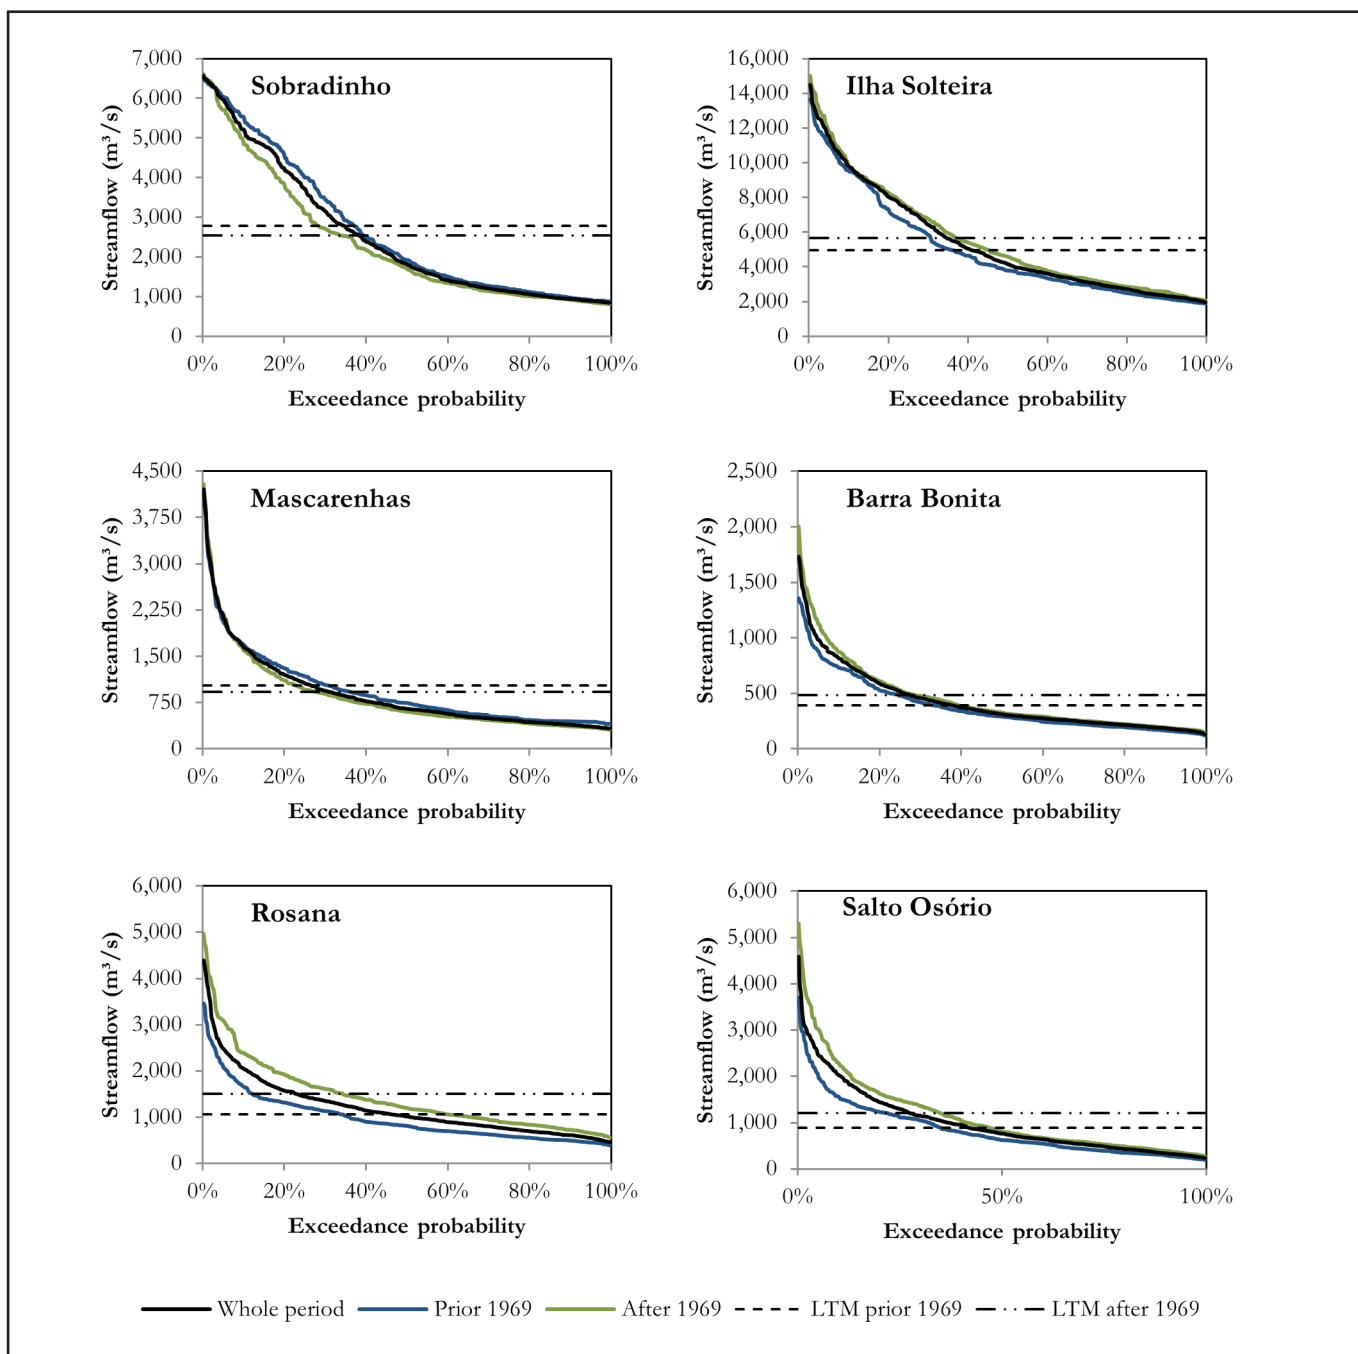 Sobradinho
Streamflow (m³/s)
7,000
6,000
5,000
4,000
3,000
2,000
1,000
0
0% 20% 40% 60% 80% 100%
Exceedance probability
Ilha Solteira
Streamflow (m³/s)
16,000
14,000
12,000
10,000
8,000
6,000
4,000
2,000
0
0% 20% 40% 60% 80% 100%
Exceedance probability
Mascarenhas
Streamflow (m³/s)
4,500
3,750
3,000
2,250
1,500
750
0
0% 20% 40% 60% 80% 100%
Exceedance probability
Barra Bonita
Streamflow (m³/s)
2,500
2,000
1,500
1,000
500
0
0% 20% 40% 60% 80% 100%
Exceedance probability
Rosana
Streamflow (m³/s)
6,000
5,000
4,000
3,000
2,000
1,000
0
0% 20% 40% 60% 80% 100%
Exceedance probability
Salto Osório
Streamflow (m³/s)
6,000
5,000
4,000
3,000
2,000
1,000
0
0% 50% 100%
Exceedance probability
Whole period Prior 1969 After 1969 LTM prior 1969 LTM after 1969